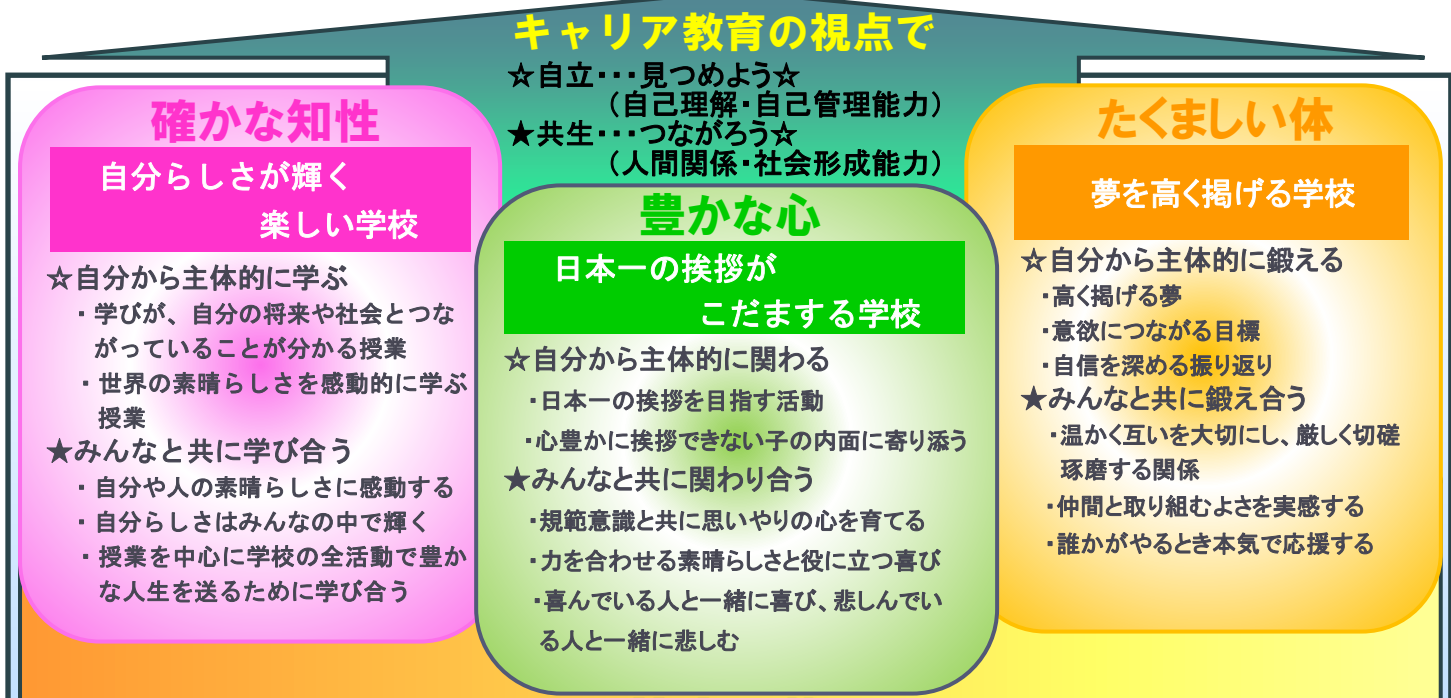 キャリア教育の視点で
☆自立・・・見つめよう☆
（自己理解・自己管理能力）
★共生・・・つながろう☆
（人間関係・社会形成能力）
確かな知性
自分らしさが輝く
楽しい学校
☆自分から主体的に学ぶ
・学びが、自分の将来や社会とつな
がっていることが分かる授業
・世界の素晴らしさを感動的に学ぶ
授業
★みんなと共に学び合う
・自分や人の素晴らしさに感動する
・自分らしさはみんなの中で輝く
・授業を中心に学校の全活動で豊か
な人生を送るために学び合う
豊かな心
日本一の挨拶が
こだまする学校
☆自分から主体的に関わる
・日本一の挨拶を目指す活動
・心豊かに挨拶できない子の内面に寄り添う
★みんなと共に関わり合う
・規範意識と共に思いやりの心を育てる
・力を合わせる素晴らしさと役に立つ喜び
・喜んでいる人と一緒に喜び、悲しんでい
る人と一緒に悲しむ
たくましい体
夢を高く掲げる学校
☆自分から主体的に鍛える
・高く掲げる夢
・意欲につながる目標
・自信を深める振り返り
★みんなと共に鍛え合う
・温かく互いを大切にし、厳しく切磋
琢磨する関係
・仲間と取り組むよさを実感する
・誰かがやるとき本気で応援する